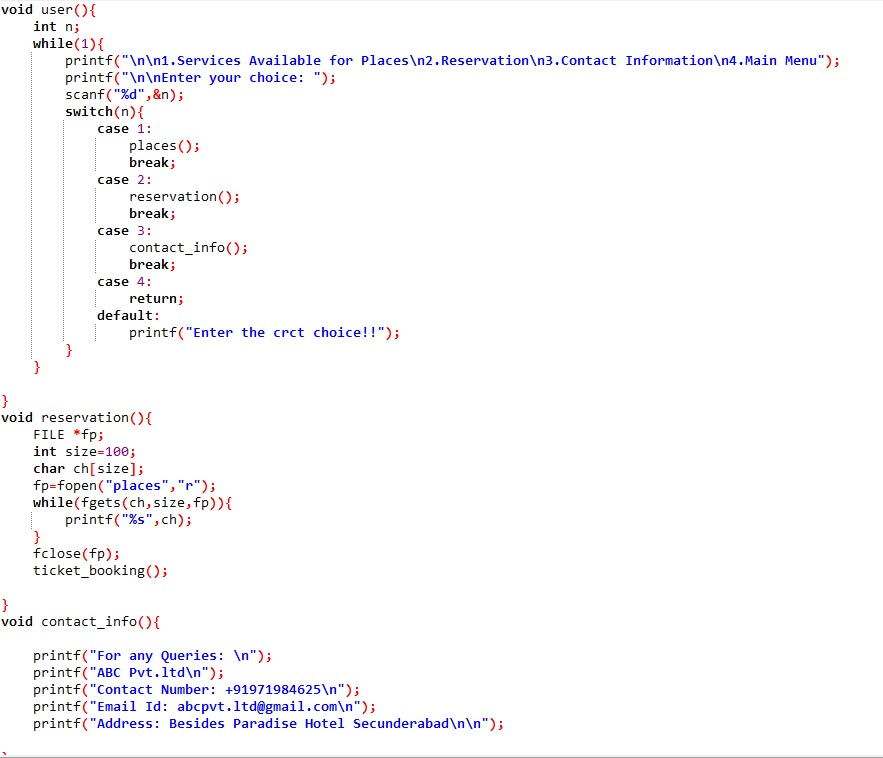 void user(){
    int n;
    while(1){
        printf("\n\n1.Services Available for Places\n2.Reservation\n3.Contact Information\n4.Main Menu");
        printf("\n\nEnter your choice: ");
        scanf("%d",&n);
        switch(n){
            case 1:
                places();
                break;
            case 2:
                reservation();
                break;
            case 3:
                contact_info();
                break;
            case 4:
                return;
            default:
                printf("Enter the crct choice!!");
        }
    }

}
void reservation(){
    FILE *fp;
    int size=100;
    char ch[size];
    fp=fopen("places","r");
    while(fgets(ch,size,fp)){
        printf("%s",ch);
    }
    fclose(fp);
    ticket_booking();

}
void contact_info(){

    printf("For any Queries: \n");
    printf("ABC Pvt.ltd\n");
    printf("Contact Number: +91971984625\n");
    printf("Email Id: abcpvt.ltd@gmail.com\n");
    printf("Address: Besides Paradise Hotel Secunderabad\n\n");